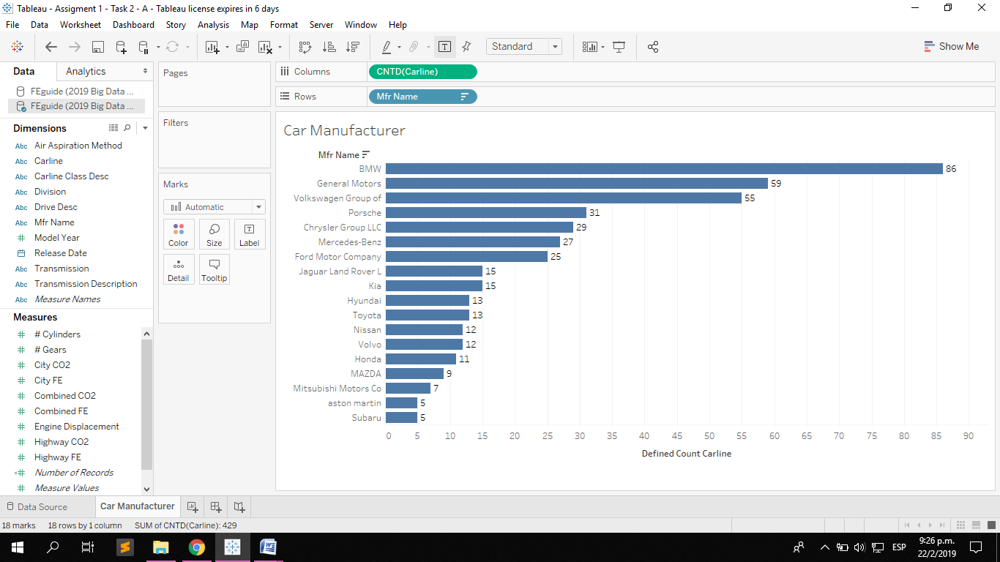 Tableau - Assigment 1 - Task 2 - A - Tableau license expires in 6 days
File Data Worksheet Dashboard Story Analysis Map Format Server Window Help
Standard
Show Me
Data Analytics
FEguide (2019 Big Data ...
FEguide (2019 Big Data ...
Dimensions
Abc Air Aspiration Method
Abc Carline
Abc Carline Class Desc
Abc Division
Abc Drive Desc
Abc Mfr Name
# Model Year
Release Date
Abc Transmission
Abc Transmission Description
Abc Measure Names
Measures
# # Cylinders
# # Gears
# City CO2
# City FE
# Combined CO2
# Combined FE
# Engine Displacement
# Highway CO2
# Highway FE
=# Number of Records
# Measure Values
Pages
Filters
Marks
Automatic
Color Size Label
Detail Tooltip
Columns CNTD(Carline)
Rows Mfr Name
Car Manufacturer
Mfr Name
BMW 86
General Motors 59
Volkswagen Group of 55
Porsche 31
Chrysler Group LLC 29
Mercedes-Benz 27
Ford Motor Company 25
Jaguar Land Rover L 15
Kia 15
Hyundai 13
Toyota 13
Nissan 12
Volvo 12
Honda 11
MAZDA 9
Mitsubishi Motors Co 7
aston martin 5
Subaru 5
0 5 10 15 20 25 30 35 40 45 50 55 60 65 70 75 80 85 90
Defined Count Carline
Data Source Car Manufacturer
18 marks 18 rows by 1 column SUM of CNTD(Carline): 429
ESP
9:26 p.m.
22/2/2019